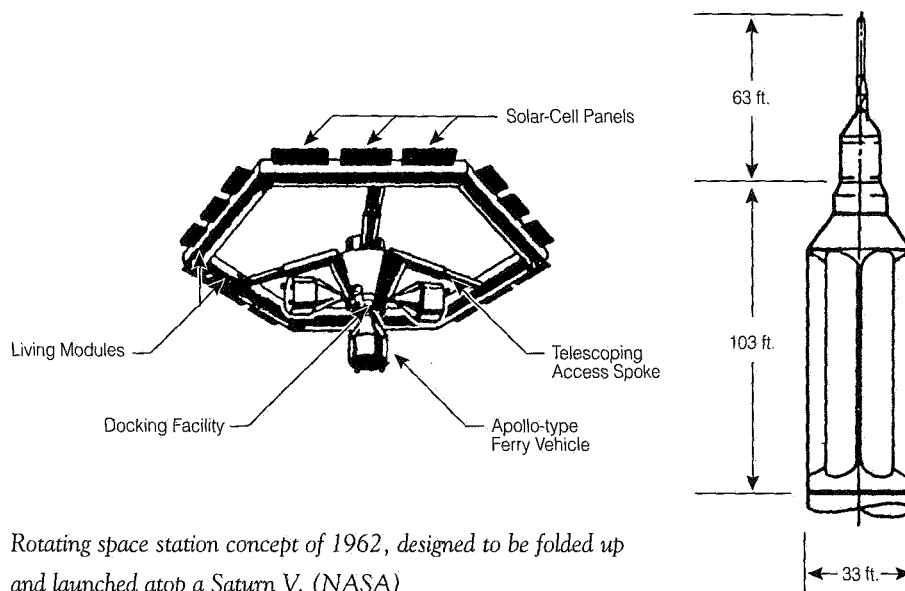 Solar-Cell Panels
63 ft.
103 ft.
Living Modules
Telescoping
Access Spoke
Docking Facility
Apollo-type
Ferry Vehicle
Rotating space station concept of 1962, designed to be folded up
and launched atop a Saturn V. (NASA)
33 ft.